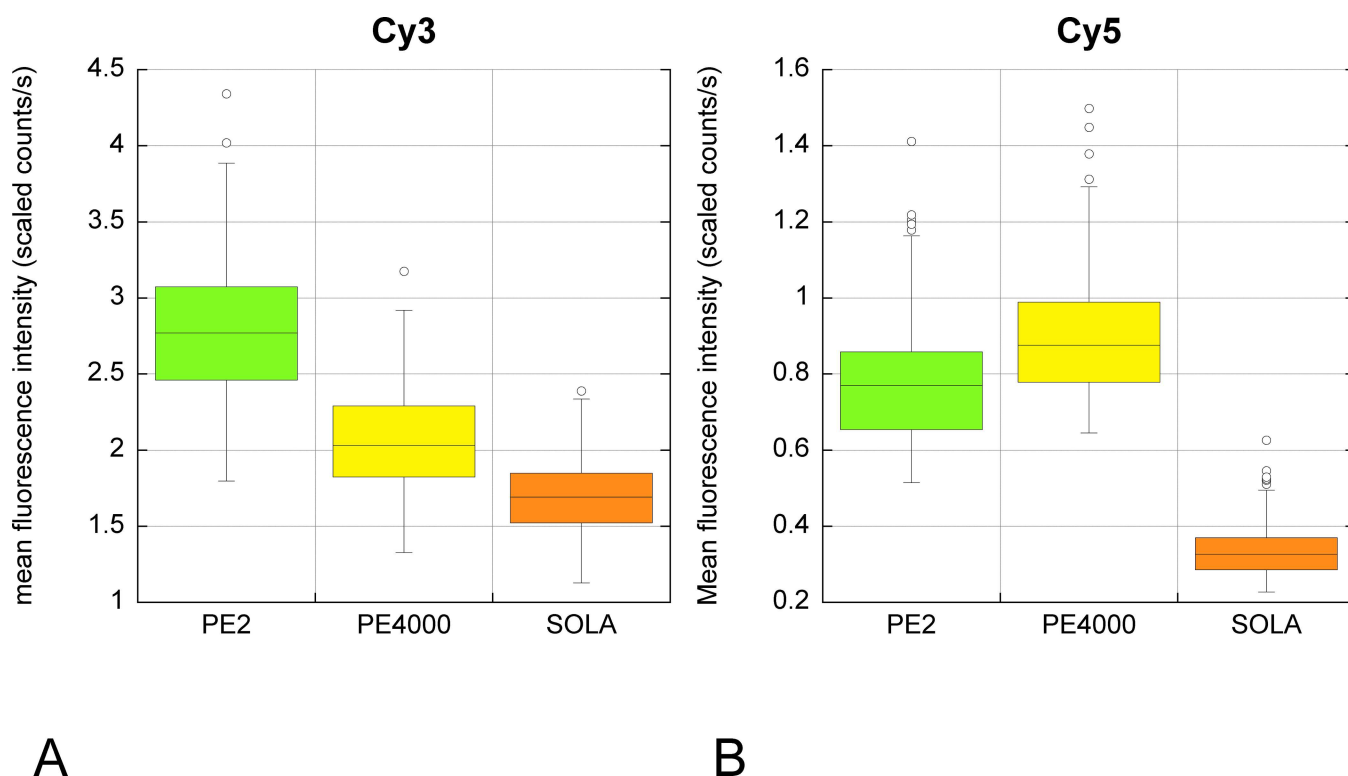 Cy3
mean fluorescence intensity (scaled counts/s)
4.5
4
3.5
3
2.5
2
1.5
1
PE2 PE4000 SOLA
A
Cy5
Mean fluorescence intensity (scaled counts/s)
1.6
1.4
1.2
1
0.8
0.6
0.4
0.2
PE2 PE4000 SOLA
B